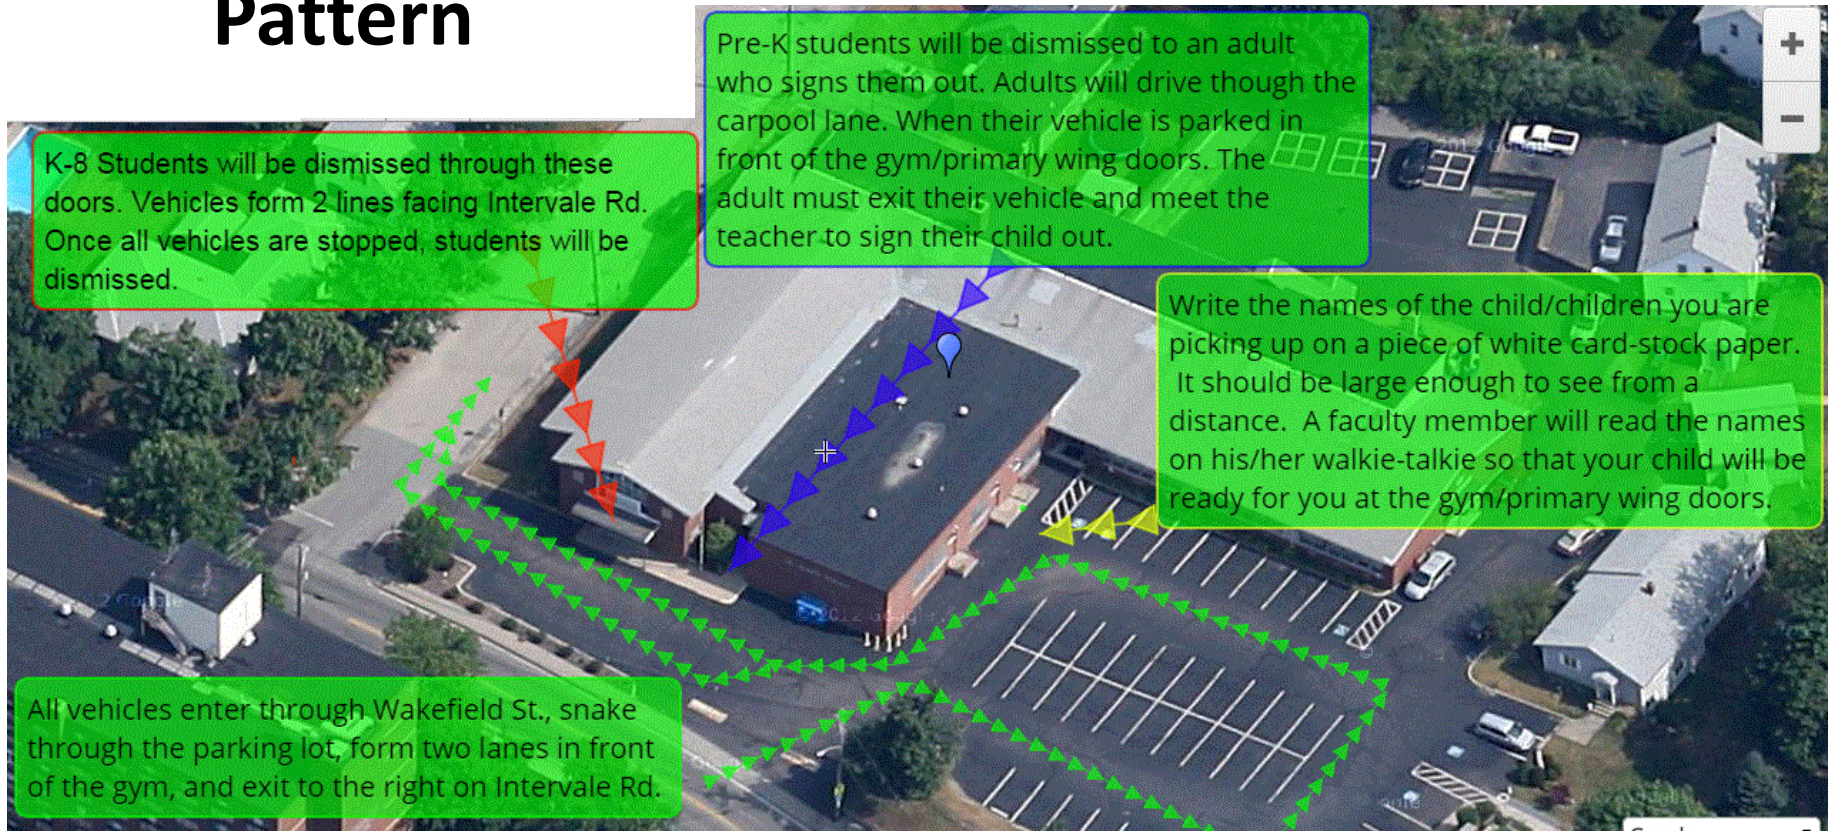 Pattern
Pre-K students will be dismissed to an adult
who signs them out. Adults will drive though the
carpool lane. When their vehicle is parked in
front of the gym/primary wing doors. The
adult must exit their vehicle and meet the
teacher to sign their child out.
K-8 Students will be dismissed through these
doors. Vehicles form 2 lines facing Intervale Rd.
Once all vehicles are stopped, students will be
dismissed.
Write the names of the child/children you are
picking up on a piece of white card-stock paper.
It should be large enough to see from a
distance. A faculty member will read the names
on his/her walkie-talkie so that your child will be
ready for you at the gym/primary wing doors.
All vehicles enter through Wakefield St., snake
through the parking lot, form two lanes in front
of the gym, and exit to the right on Intervale Rd.